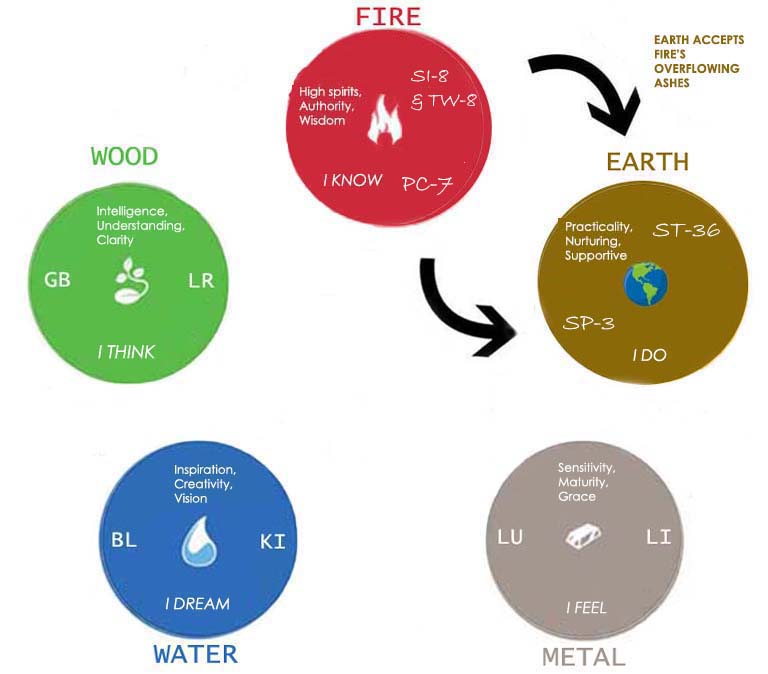 FIRE
High spirits,
Authority,
Wisdom
SI-8
& TW-8
I KNOW
PC-7
EARTH ACCEPTS
FIRE'S
OVERFLOWING
ASHES
WOOD
Intelligence,
Understanding,
Clarity
GB
LR
I THINK
EARTH
Practicality,
Nurturing,
Supportive
ST-36
SP-3
I DO
Inspiration,
Creativity,
Vision
BL
KI
I DREAM
WATER
Sensitivity,
Maturity,
Grace
LU
LI
I FEEL
METAL